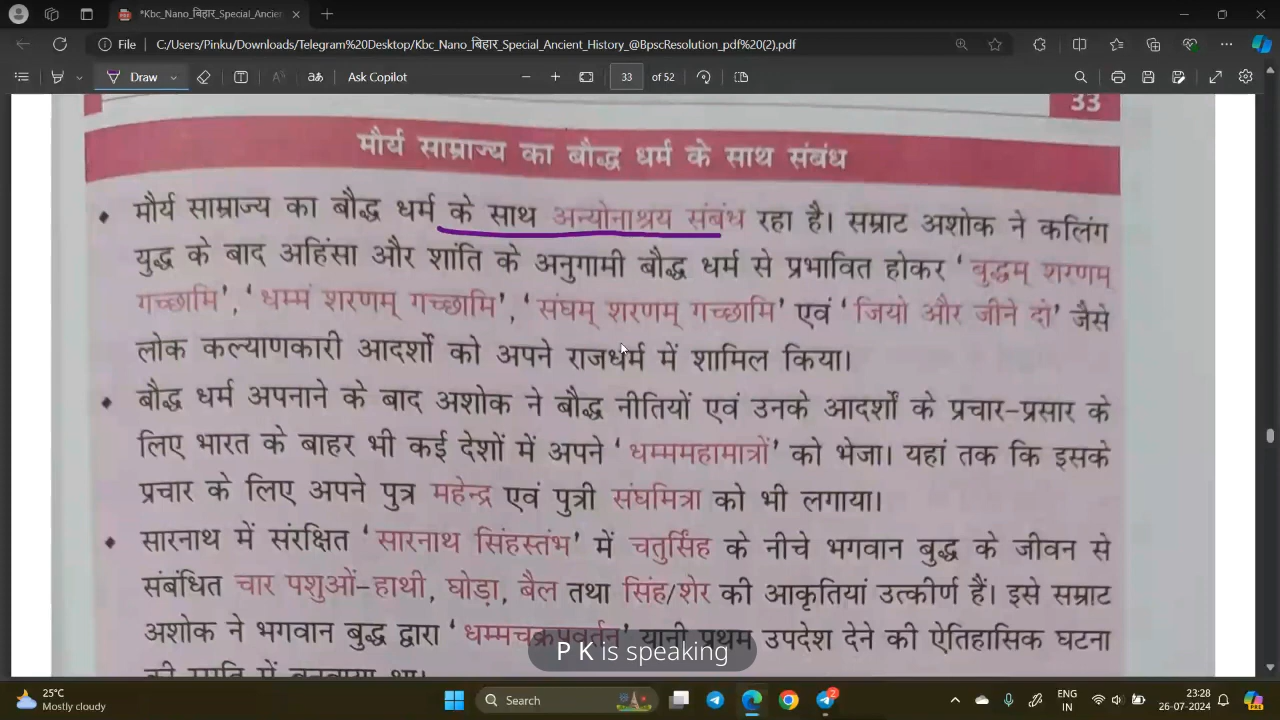 *Kbc_Nano_बिहार_Special_Ancien
File C:/Users/Pinku/Downloads/Telegram%20Desktop/Kbc_Nano_बिहार_Special_Ancient_History_@BpscResolution_pdf%20(2).pdf
Draw Ask Copilot 33 of 52
33
मौर्य साम्राज्य का बौद्ध धर्म के साथ संबंध
• मौर्य साम्राज्य का बौद्ध धर्म के साथ अन्योनाश्रय संबंध रहा है। सम्राट अशोक ने कलिंग
युद्ध के बाद अहिंसा और शांति के अनुगामी बौद्ध धर्म से प्रभावित होकर 'बुद्धम् शरणम्
गच्छामि', 'धम्मं शरणम् गच्छामि', 'संघम् शरणम् गच्छामि' एवं 'जियो और जीने दो' जैसे
लोक कल्याणकारी आदर्शो को अपने राजधर्म में शामिल किया।
• बौद्ध धर्म अपनाने के बाद अशोक ने बौद्ध नीतियों एवं उनके आदर्शों के प्रचार-प्रसार के
लिए भारत के बाहर भी कई देशों में अपने 'धम्ममहामात्रों' को भेजा। यहां तक कि इसके
प्रचार के लिए अपने पुत्र महेन्द्र एवं पुत्री संघमित्रा को भी लगाया।
• सारनाथ में संरक्षित 'सारनाथ सिंहस्तंभ' में चतुर्सिंह के नीचे भगवान बुद्ध के जीवन से
संबंधित चार पशुओं-हाथी, घोड़ा, बैल तथा सिंह/शेर की आकृतियां उत्कीर्ण हैं। इसे सम्राट
अशोक ने भगवान बुद्ध द्वारा 'धम्मचक्रप्रवर्तन' यानी प्रथम उपदेश देने की ऐतिहासिक घटना
P K is speaking
25°C
Mostly cloudy
Search
2
ENG
IN
23:28
26-07-2024